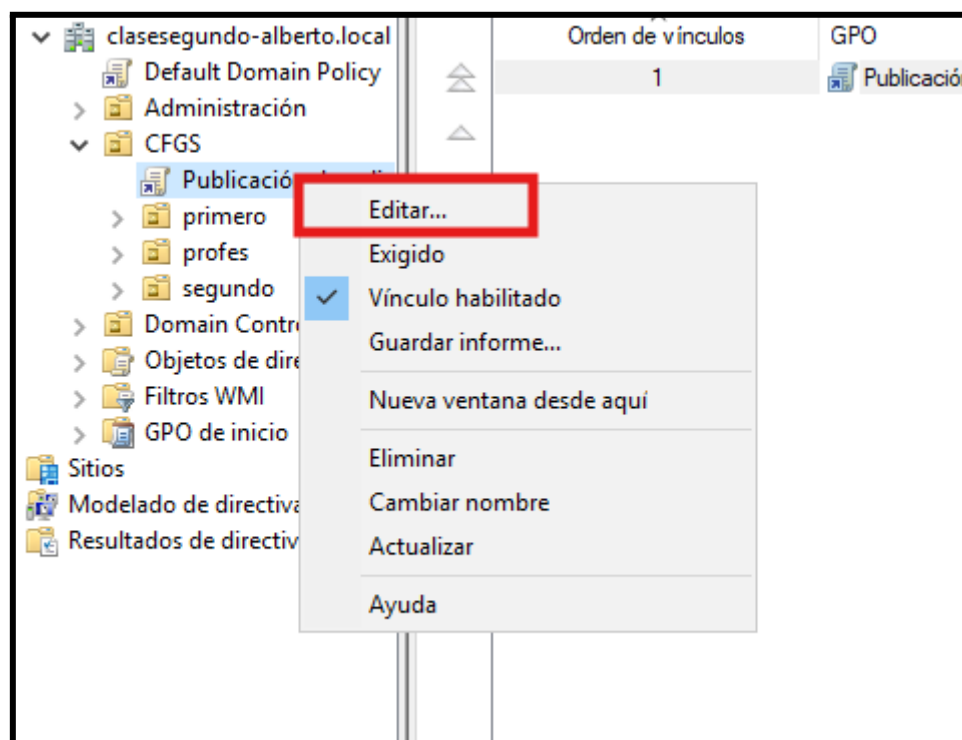 clasesegundo-alberto.local
Default Domain Policy
Administración
CFGS
Publicación
primero
profes
segundo
Domain Contr
Objetos de dire
Filtros WMI
GPO de inicio
Sitios
Modelado de directiva
Resultados de directiv
Orden de vínculos
GPO
1
Publicació
Editar...
Exigido
Vínculo habilitado
Guardar informe...
Nueva ventana desde aquí
Eliminar
Cambiar nombre
Actualizar
Ayuda